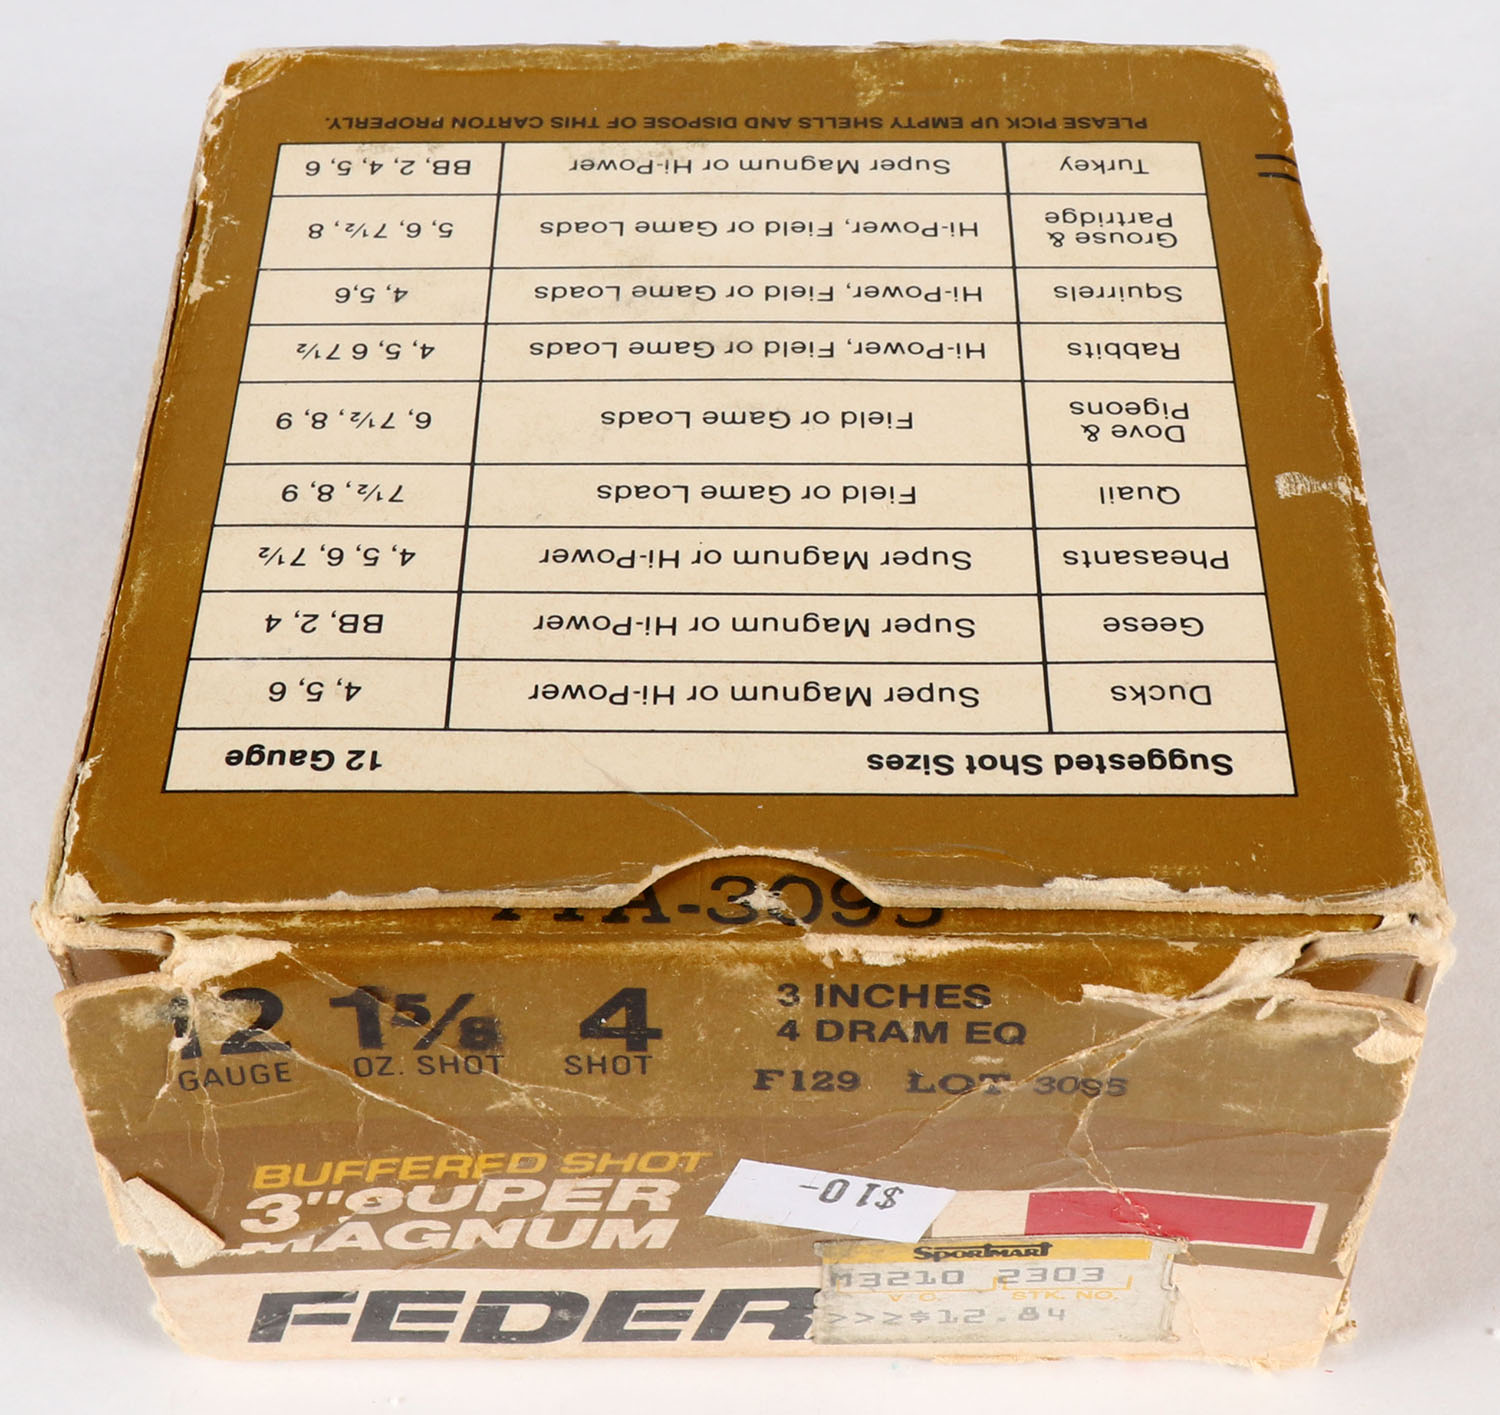 Suggested Shot Sizes 12 Gauge
Ducks Super Magnum or Hi-Power 4, 5, 6
Geese Super Magnum or Hi-Power BB, 2, 4
Pheasants Super Magnum or Hi-Power 4, 5, 6, 7½
Quail Field or Game Loads 7½, 8, 9
Dove &
Pigeons Field or Game Loads 6, 7½, 8, 9
Rabbits Hi-Power, Field or Game Loads 4, 5, 6 7½
Squirrels Hi-Power, Field or Game Loads 4, 5, 6
Grouse &
Partridge Hi-Power, Field or Game Loads 5, 6, 7½, 8
Turkey Super Magnum or Hi-Power BB, 2, 4, 5, 6
PLEASE PICK UP EMPTY SHELLS AND DISPOSE OF THIS CARTON PROPERLY.
A-3095
12 1⅝ 4
GAUGE OZ. SHOT SHOT
3 INCHES
4 DRAM EQ
F129 LOT 3095
BUFFERED SHOT
3" SUPER
MAGNUM
$10-
FEDER
SPORTMART
M3210 2303
V.C. STK. NO.
>>>$12.84